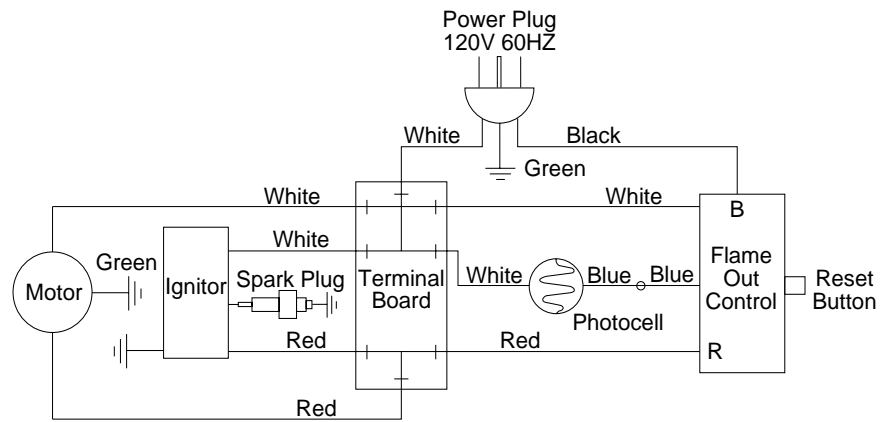 Power Plug
120V 60HZ
White
Black
Green
White
White
B
White
Green
Ignitor
Spark Plug
Terminal
Board
White
Blue
Blue
Flame
Out
Control
Reset
Button
Motor
Photocell
Red
Red
R
Red